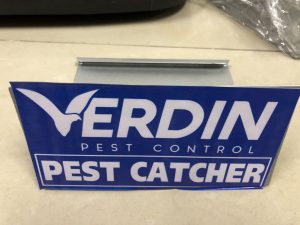 VERDIN
PEST CONTROL
PEST CATCHER